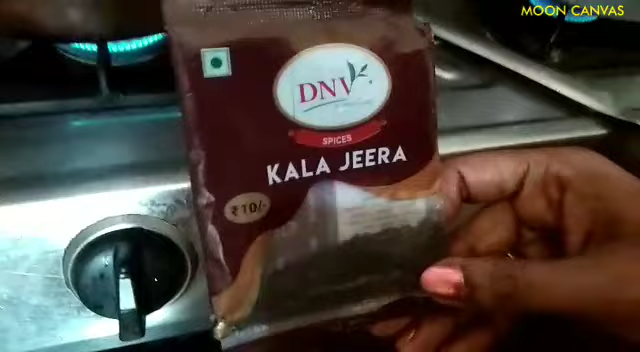 MOON CANVAS
DNV
SPICES
KALA JEERA
₹10/-